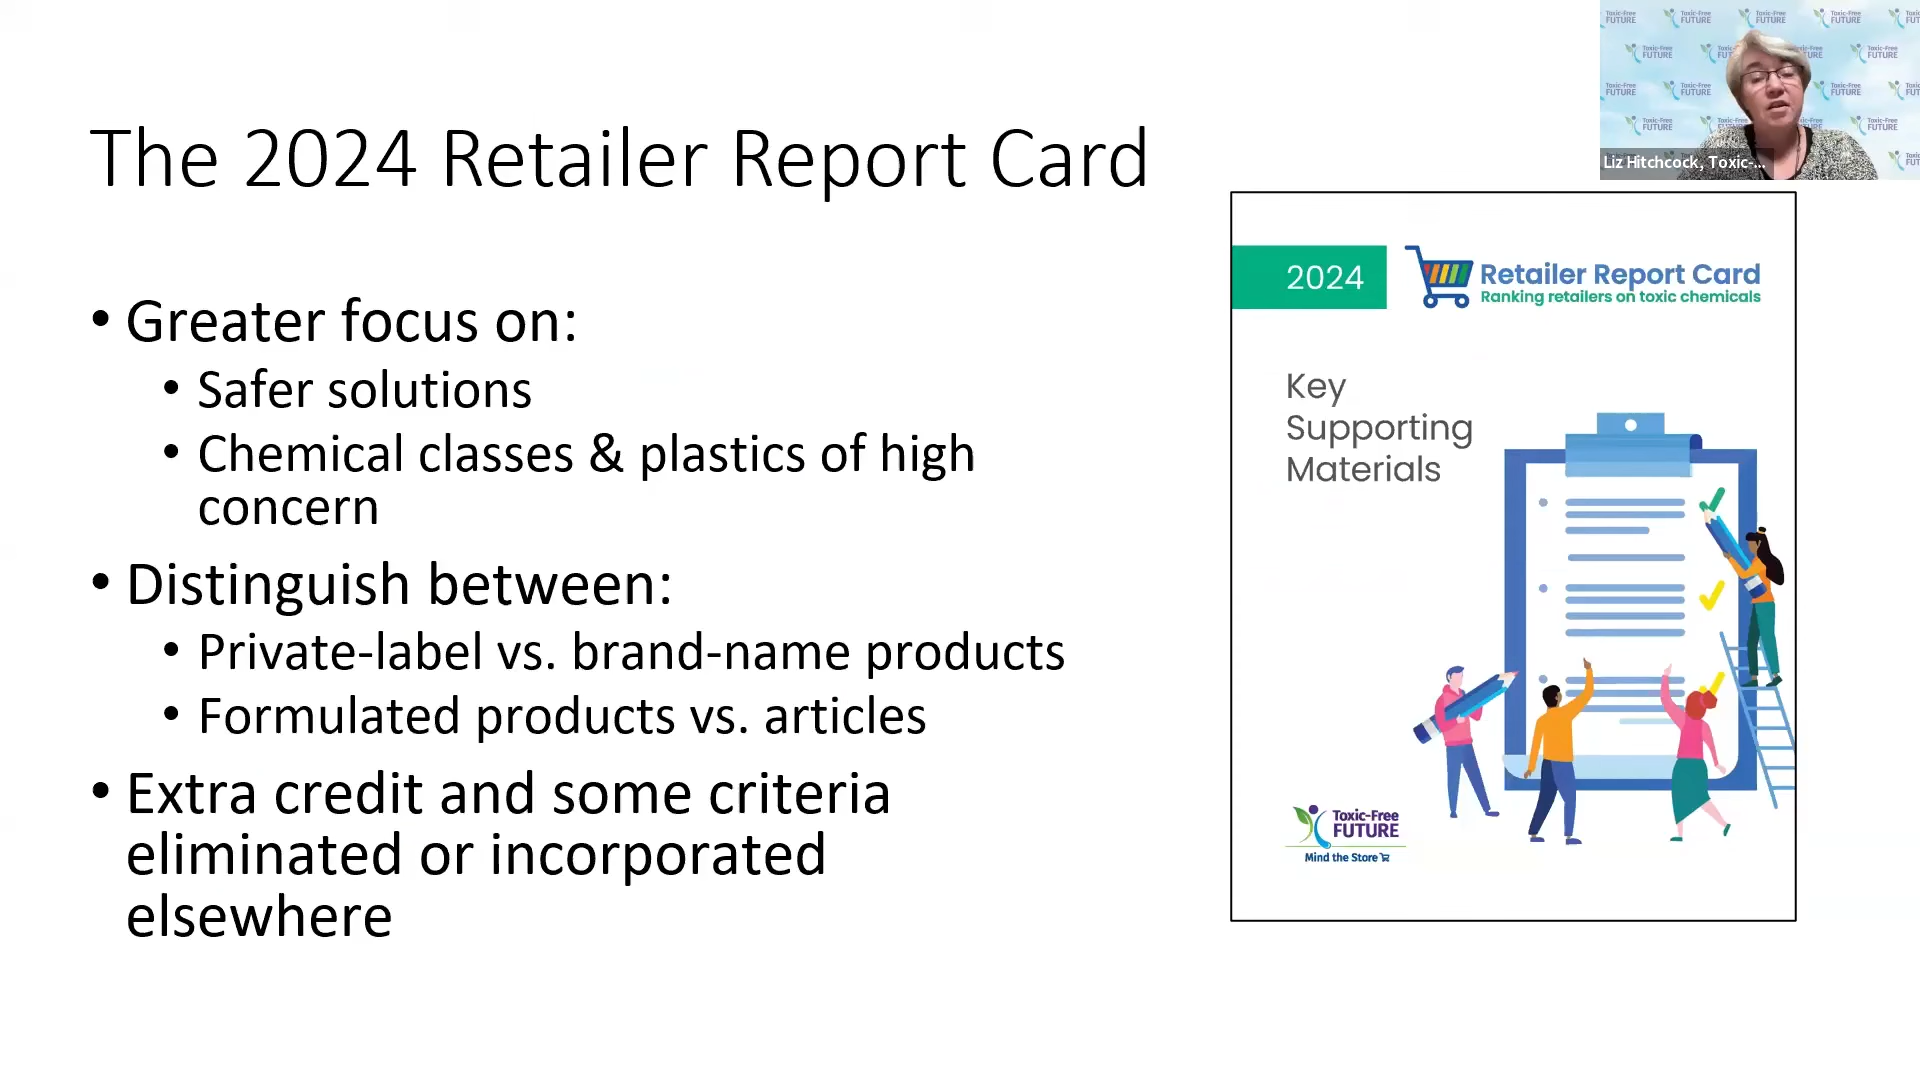 The 2024 Retailer Report Card
• Greater focus on:
• Safer solutions
• Chemical classes & plastics of high
concern
• Distinguish between:
• Private-label vs. brand-name products
• Formulated products vs. articles
• Extra credit and some criteria
eliminated or incorporated
elsewhere
Liz Hitchcock, Toxic-...
2024
Retailer Report Card
Ranking retailers on toxic chemicals
Key
Supporting
Materials
Toxic-Free
FUTURE
Mind the Store
Toxic-Free
FUTURE